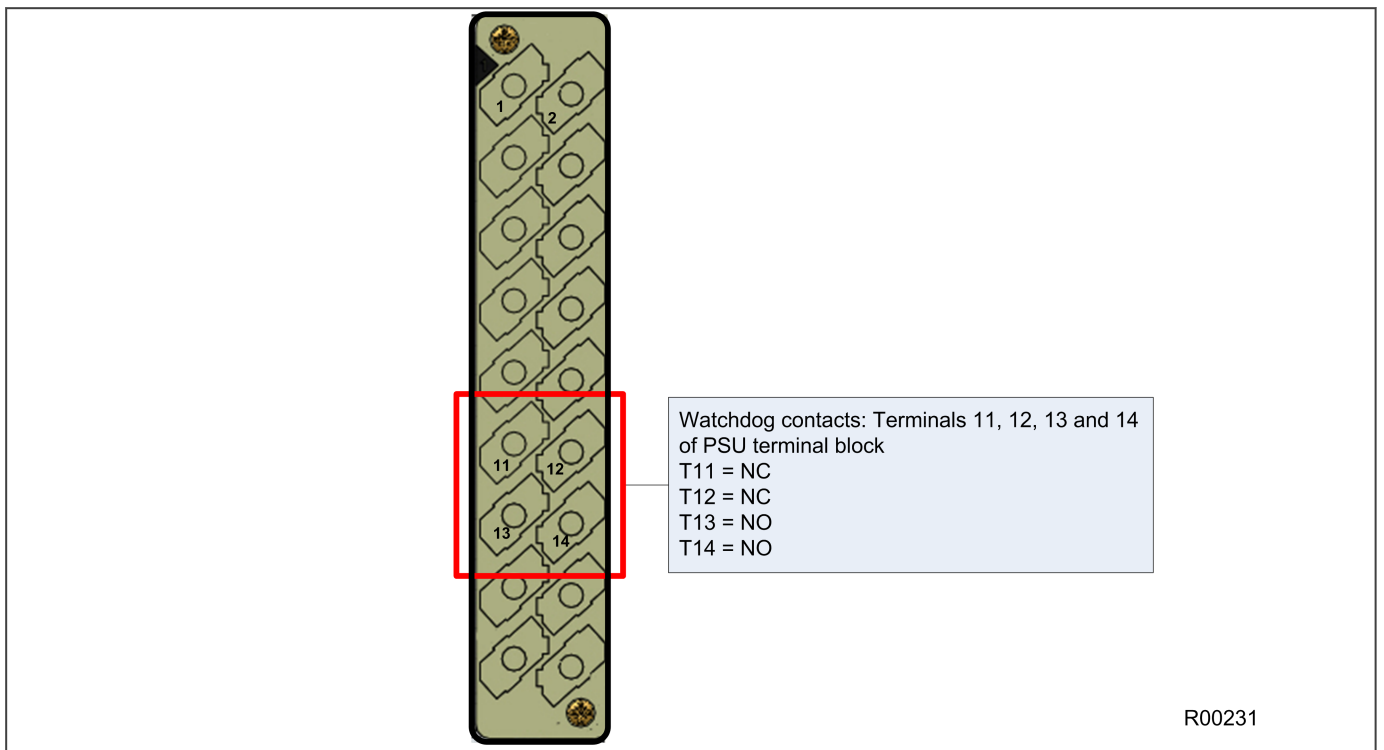 1
2
11
12
13
14
Watchdog contacts: Terminals 11, 12, 13 and 14
of PSU terminal block
T11 = NC
T12 = NC
T13 = NO
T14 = NO
R00231